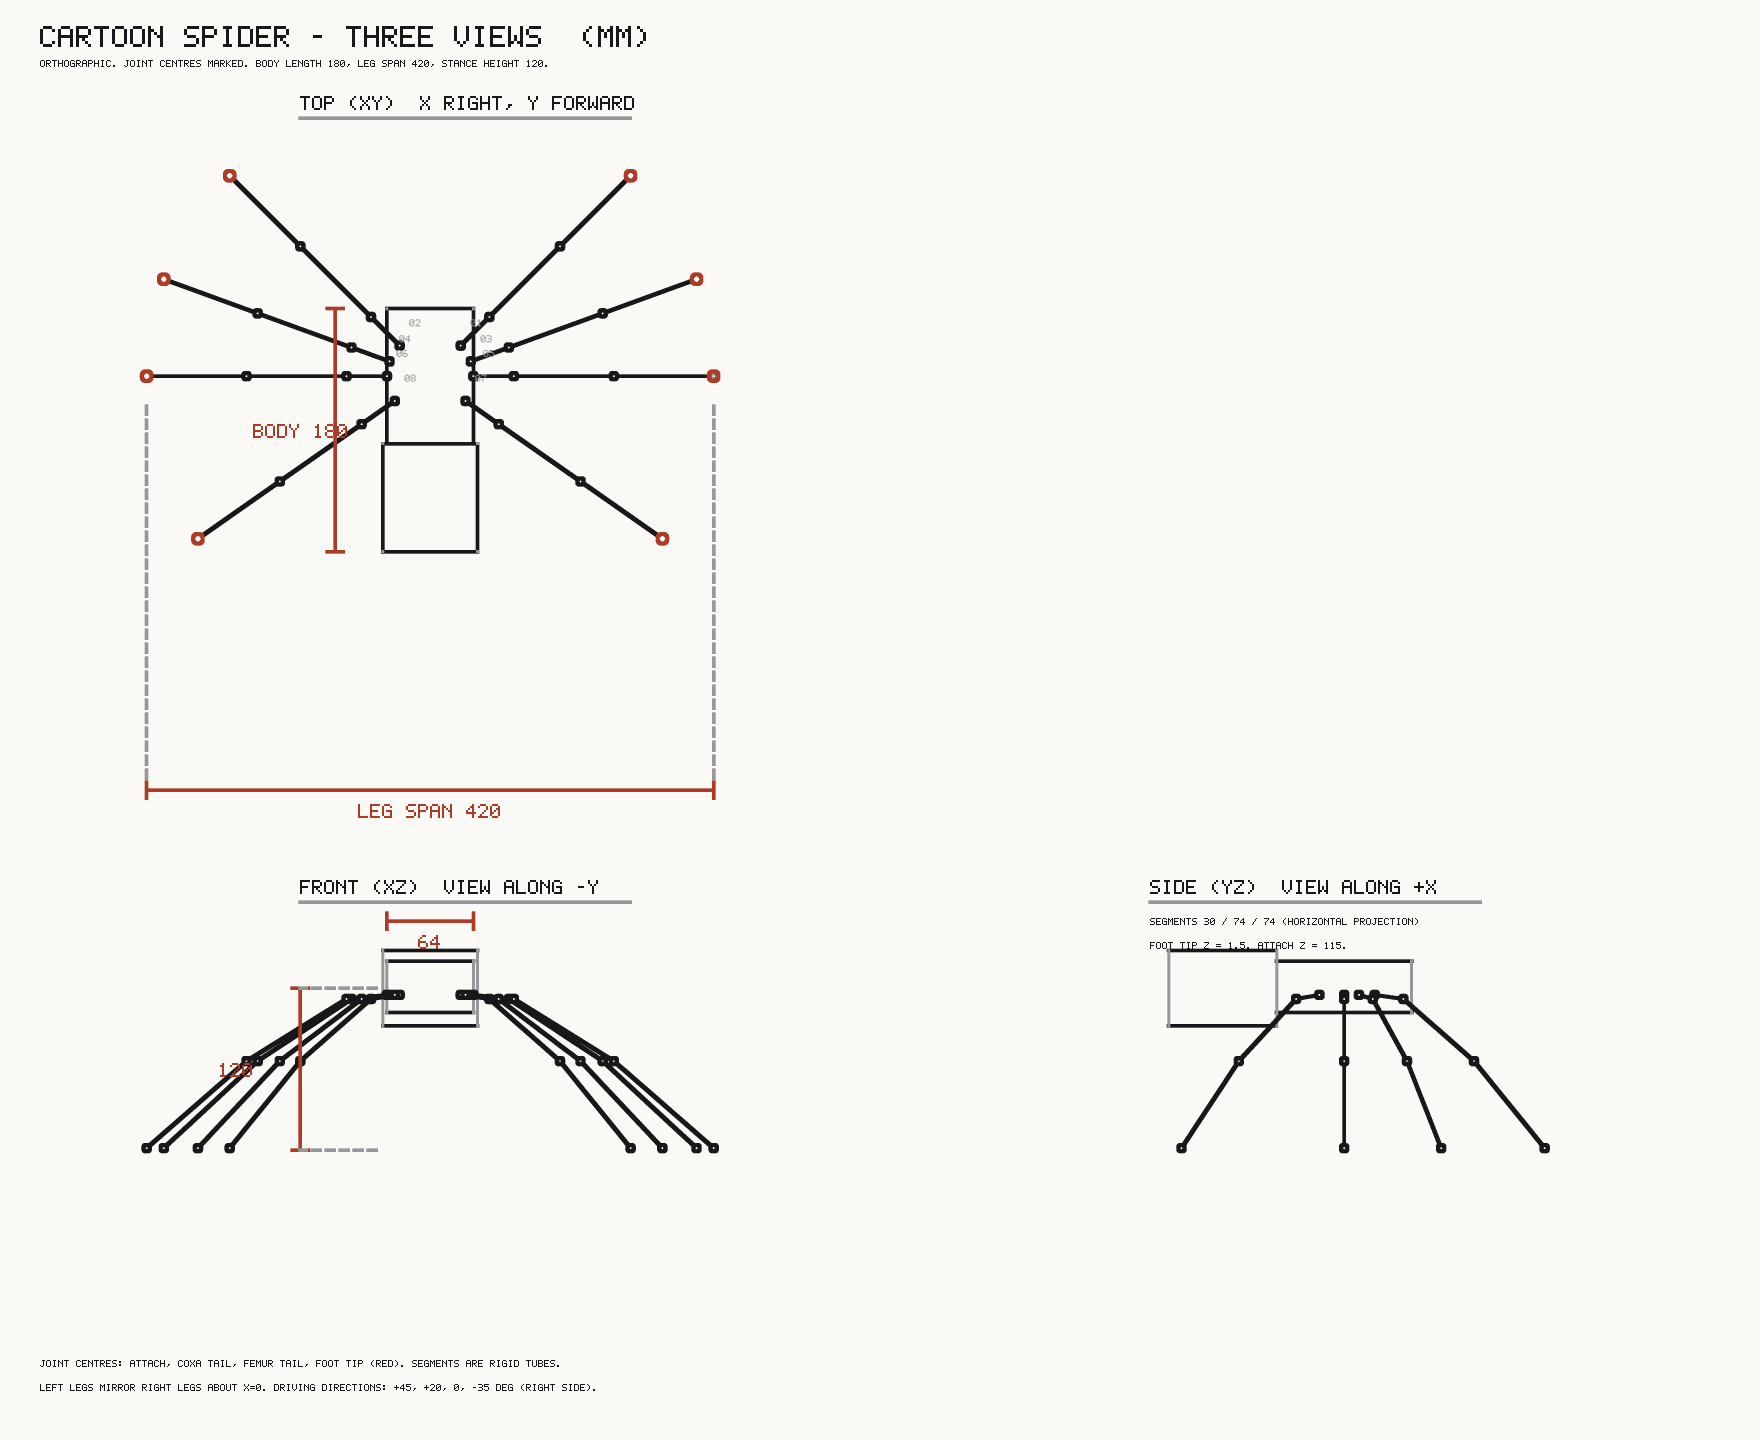 CARTOON SPIDER - THREE VIEWS (MM)
ORTHOGRAPHIC. JOINT CENTRES MARKED. BODY LENGTH 180, LEG SPAN 420, STANCE HEIGHT 120.
TOP (XY) X RIGHT, Y FORWARD
02
04
03
06
05
08
07
BODY 180
LEG SPAN 420
FRONT (XZ) VIEW ALONG -Y
64
120
SIDE (YZ) VIEW ALONG +X
SEGMENTS 30 / 74 / 74 (HORIZONTAL PROJECTION)
FOOT TIP Z = 1.5. ATTACH Z = 115.
JOINT CENTRES: ATTACH, COXA TAIL, FEMUR TAIL, FOOT TIP (RED). SEGMENTS ARE RIGID TUBES.
LEFT LEGS MIRROR RIGHT LEGS ABOUT X=0. DRIVING DIRECTIONS: +45, +20, 0, -35 DEG (RIGHT SIDE).